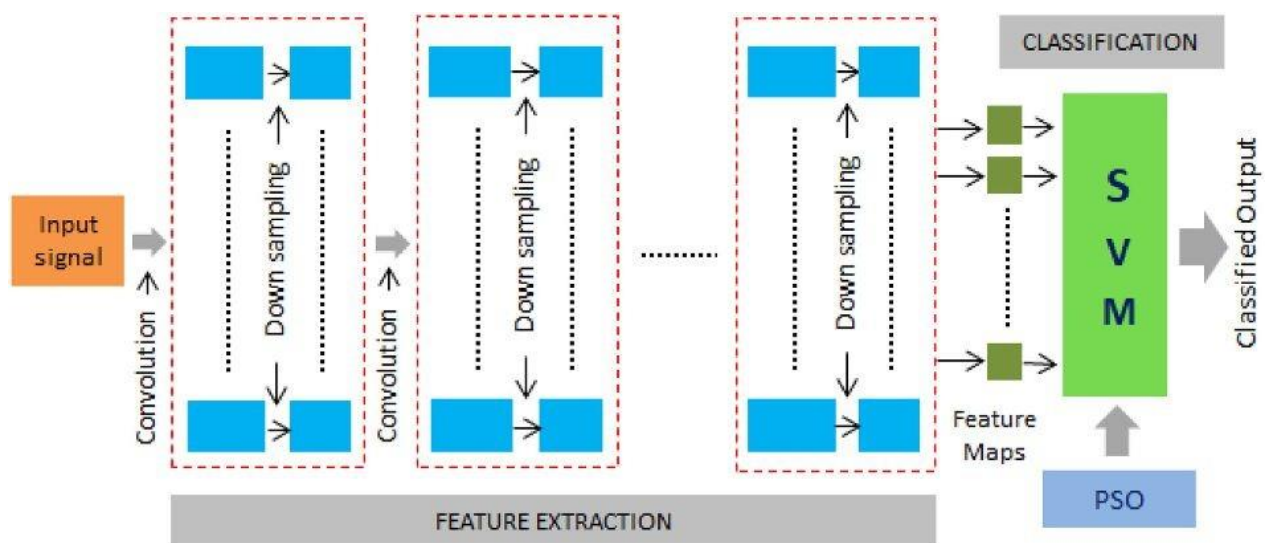 CLASSIFICATION
Input
signal
Convolution
Down sampling
Convolution
Down sampling
Down sampling
Feature
Maps
S
V
M
Classified Output
PSO
FEATURE EXTRACTION